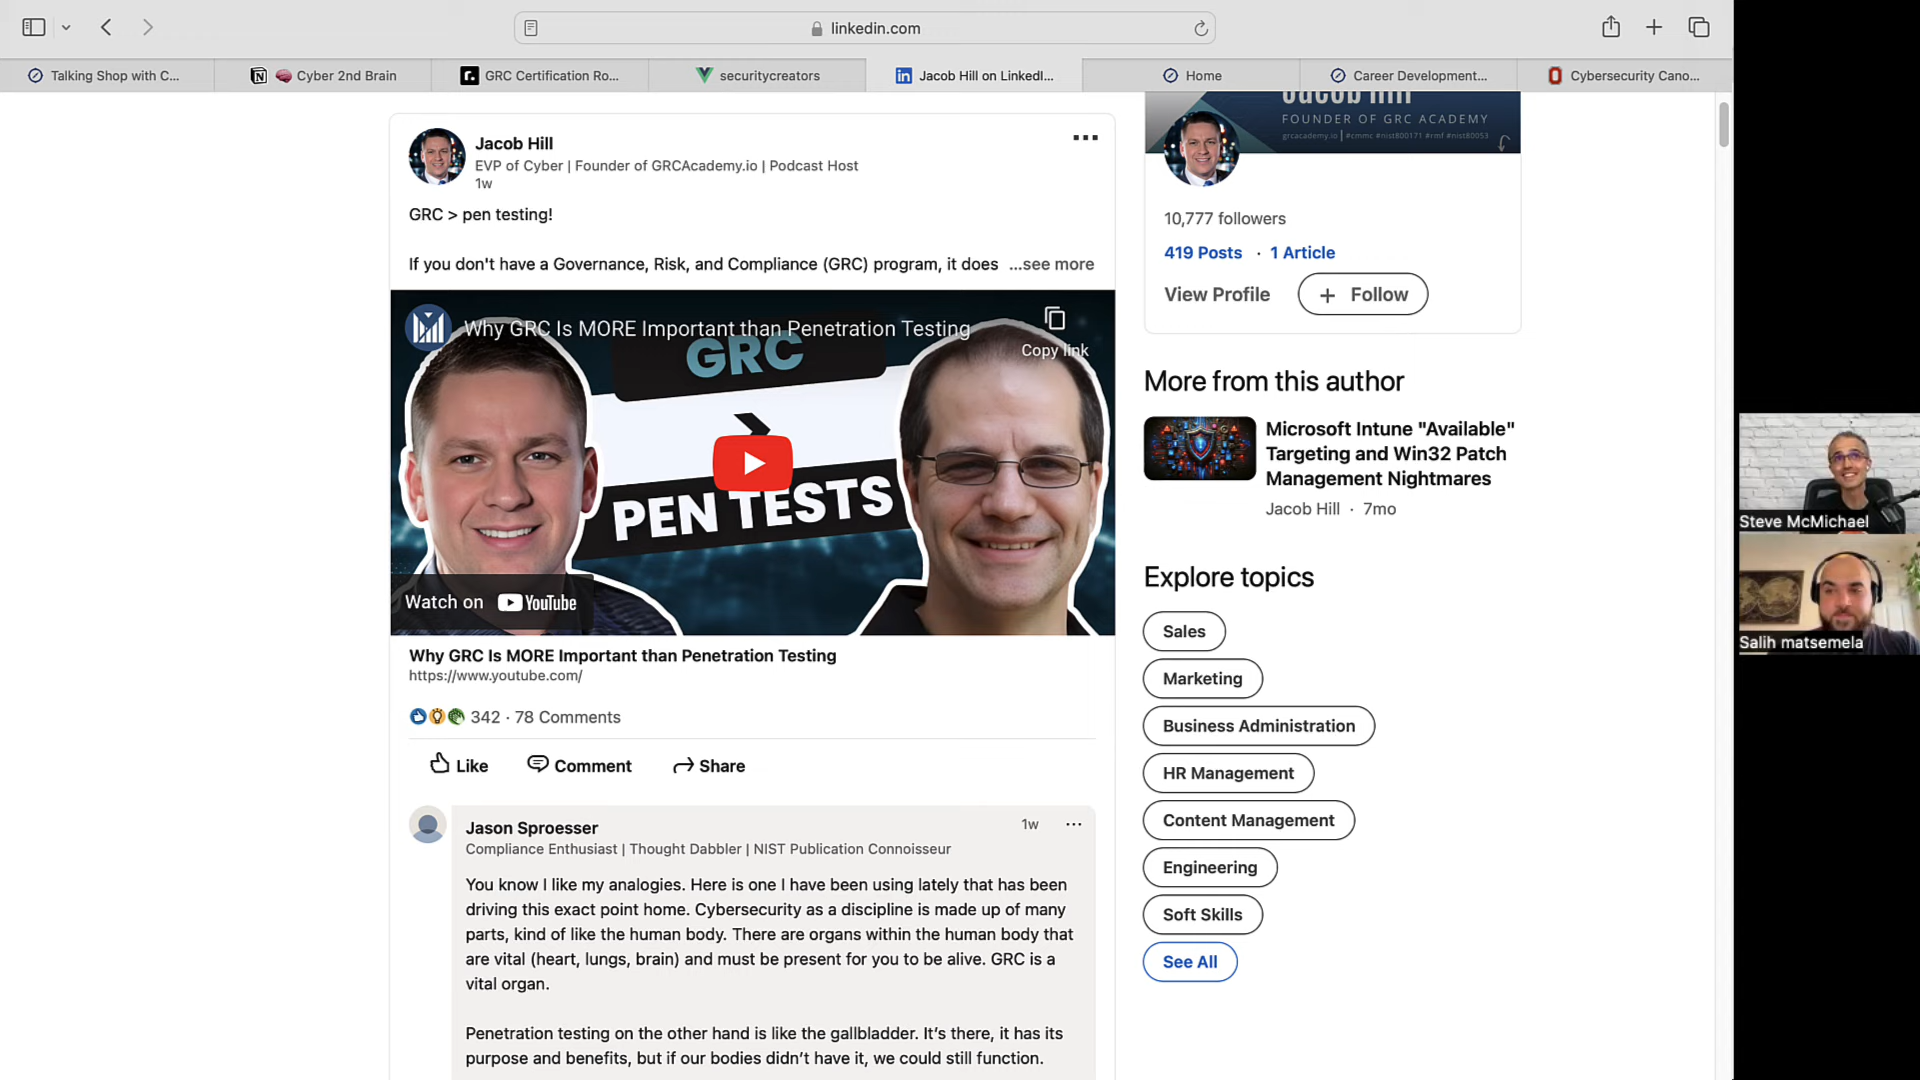 linkedin.com
Talking Shop with C...
Cyber 2nd Brain
GRC Certification Ro...
securitycreators
Jacob Hill on LinkedI...
Home
Career Development...
Cybersecurity Cano...
Jacob Hill
EVP of Cyber | Founder of GRCAcademy.io | Podcast Host
1w
GRC > pen testing!
If you don't have a Governance, Risk, and Compliance (GRC) program, it does ...see more
Why GRC Is MORE Important than Penetration Testing
Copy link
GRC
>
PEN TESTS
Watch on YouTube
Why GRC Is MORE Important than Penetration Testing
https://www.youtube.com/
342 · 78 Comments
Like Comment Share
Jason Sproesser
1w
Compliance Enthusiast | Thought Dabbler | NIST Publication Connoisseur
You know I like my analogies. Here is one I have been using lately that has been
driving this exact point home. Cybersecurity as a discipline is made up of many
parts, kind of like the human body. There are organs within the human body that
are vital (heart, lungs, brain) and must be present for you to be alive. GRC is a
vital organ.
Penetration testing on the other hand is like the gallbladder. It's there, it has its
purpose and benefits, but if our bodies didn't have it, we could still function.
Jacob Hill
FOUNDER OF GRC ACADEMY
grcacademy.io | #cmmc #nist800171 #rmf #nist80053
10,777 followers
419 Posts · 1 Article
View Profile
+ Follow
More from this author
Microsoft Intune "Available"
Targeting and Win32 Patch
Management Nightmares
Jacob Hill · 7mo
Explore topics
Sales
Marketing
Business Administration
HR Management
Content Management
Engineering
Soft Skills
See All
Steve McMichael
Salih matsemela